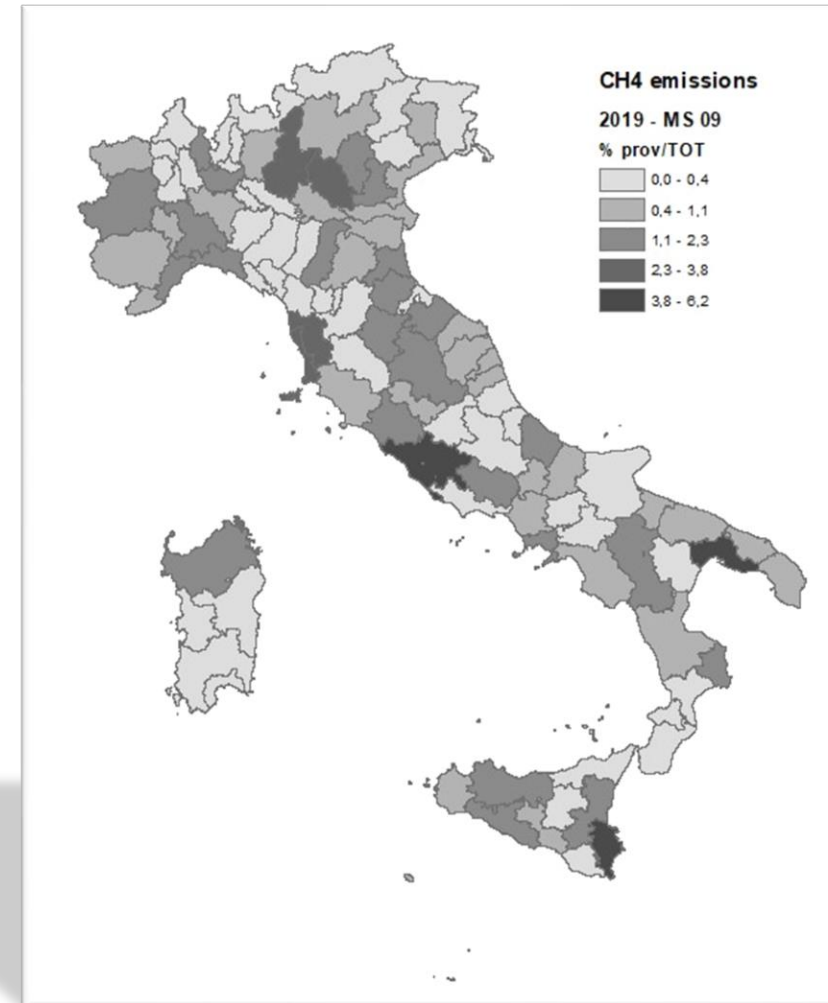 CH4 emissions
2019 - MS 09
% prov/TOT
0,0 - 0,4
0,4 - 1,1
1,1 - 2,3
2,3 - 3,8
3,8 - 6,2